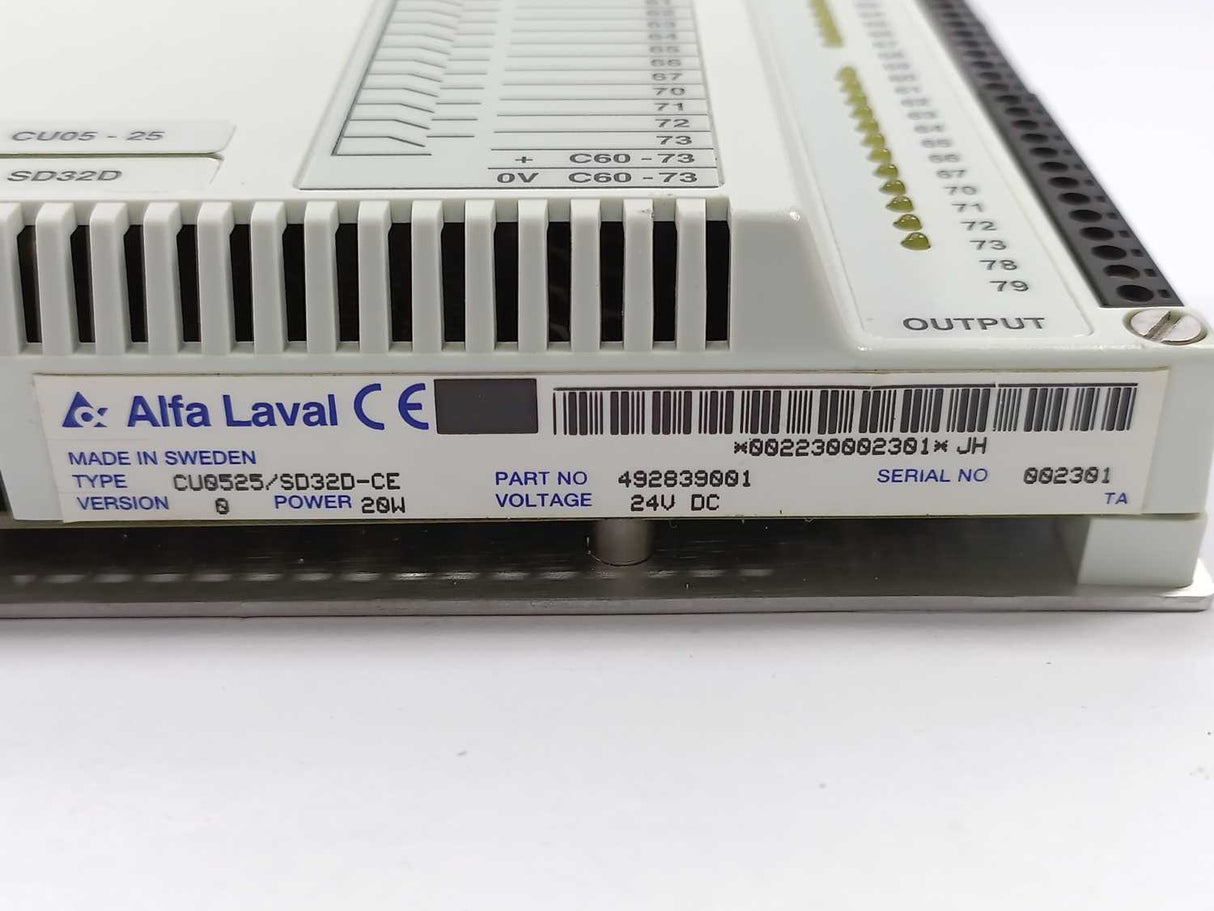 CU05 - 25
SD32D
63
64
65
66
67
70
71
72
73
+ C60 - 73
0V C60 - 73
65
66
67
70
71
72
73
78
79
OUTPUT
Alfa Laval CE
*002230002301* JH
MADE IN SWEDEN
TYPE CU0525/SD32D-CE PART NO 492839001 SERIAL NO 002301
VERSION 0 POWER 20W VOLTAGE 24V DC TA